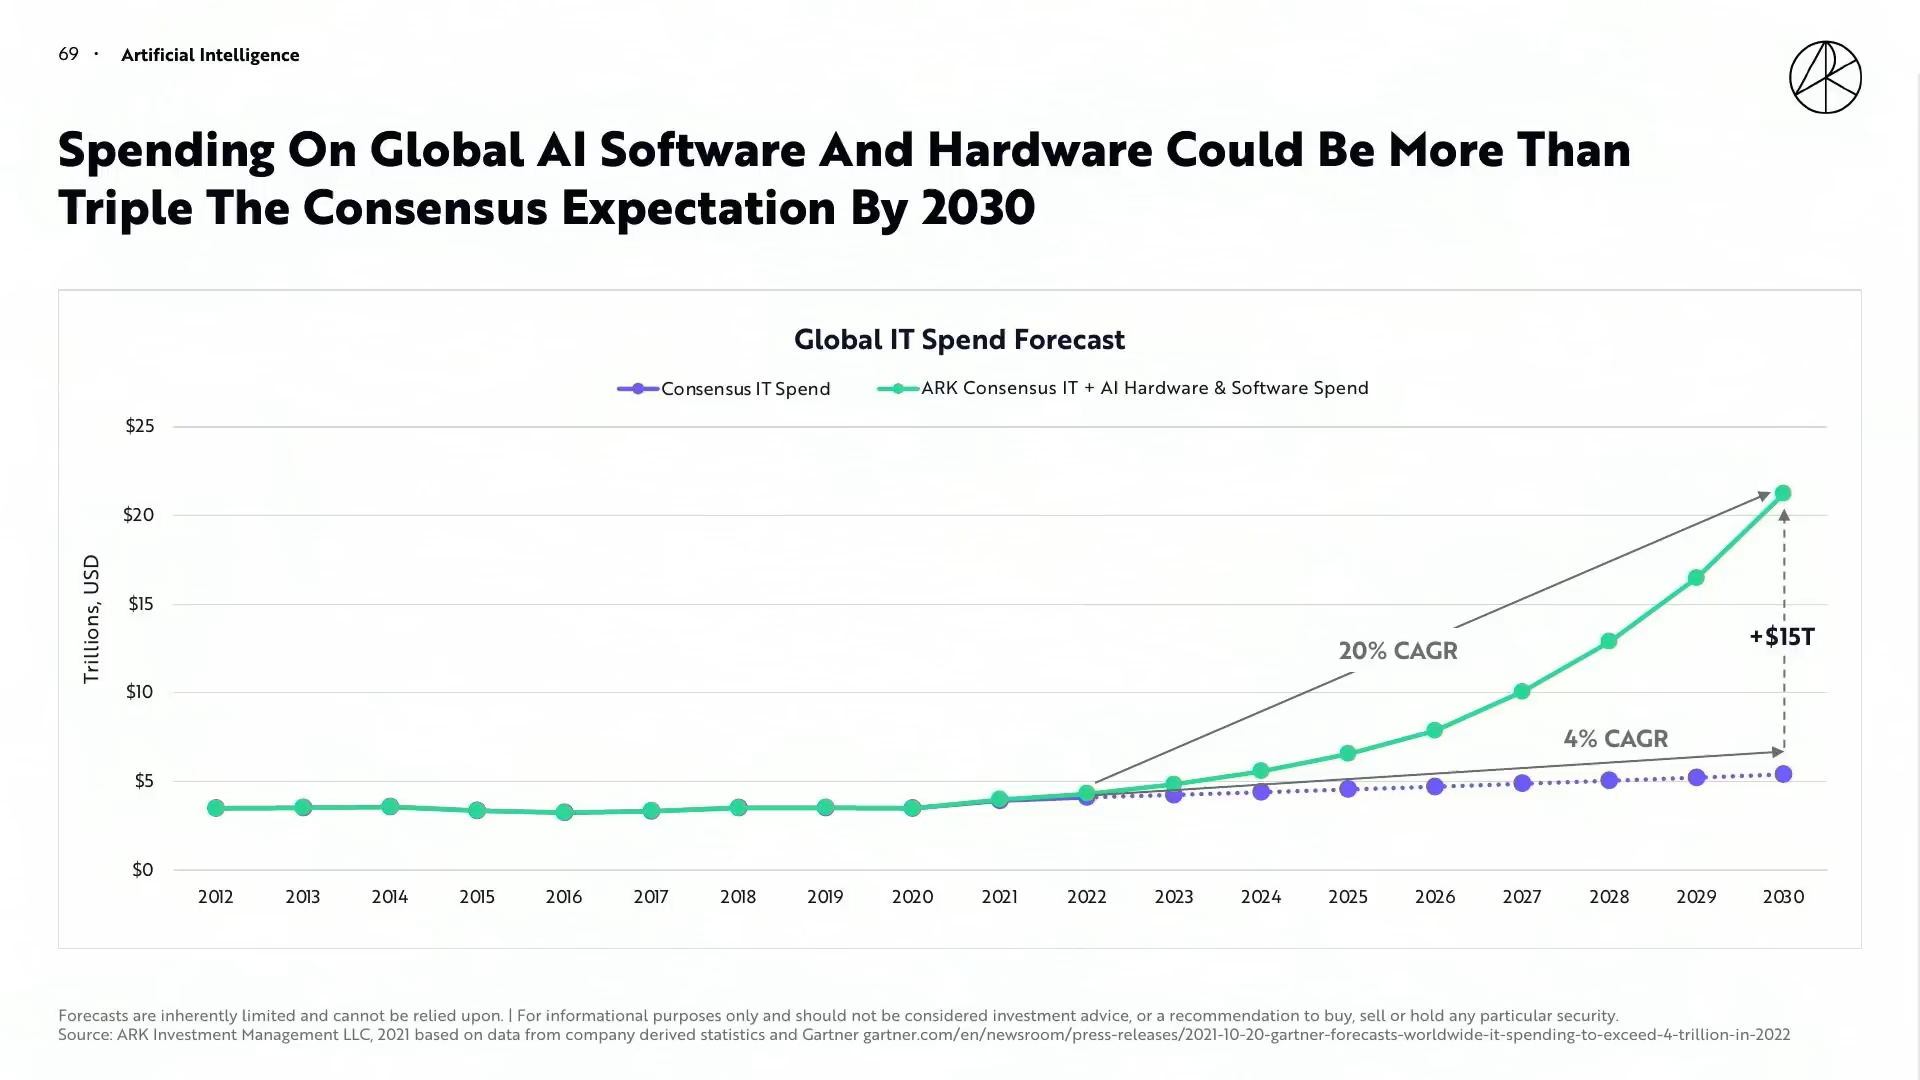 69 · Artificial Intelligence
Spending On Global AI Software And Hardware Could Be More Than
Triple The Consensus Expectation By 2030
Global IT Spend Forecast
Consensus IT Spend
ARK Consensus IT + AI Hardware & Software Spend
Trillions, USD
$25
$20
$15
$10
$5
$0
20% CAGR
+$15T
4% CAGR
2012 2013 2014 2015 2016 2017 2018 2019 2020 2021 2022 2023 2024 2025 2026 2027 2028 2029 2030
Forecasts are inherently limited and cannot be relied upon. | For informational purposes only and should not be considered investment advice, or a recommendation to buy, sell or hold any particular security.
Source: ARK Investment Management LLC, 2021 based on data from company derived statistics and Gartner gartner.com/en/newsroom/press-releases/2021-10-20-gartner-forecasts-worldwide-it-spending-to-exceed-4-trillion-in-2022